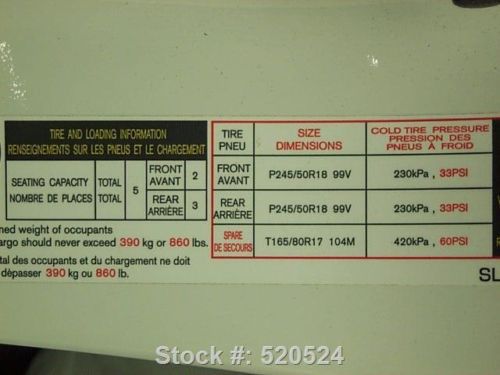 TIRE AND LOADING INFORMATION
RENSEIGNEMENTS SUR LES PNEUS ET LE CHARGEMENT
SEATING CAPACITY TOTAL 5 FRONT 2
NOMBRE DE PLACES TOTAL AVANT
REAR 3
ARRIÈRE
ned weight of occupants
argo should never exceed 390 kg or 860 lbs.
tal des occupants et du chargement ne doit
dépasser 390 kg ou 860 lb.
TIRE SIZE COLD TIRE PRESSURE
PNEU DIMENSIONS PRESSION DES
PNEUS À FROID
FRONT
AVANT P245/50R18 99V 230kPa , 33PSI
REAR
ARRIÈRE P245/50R18 99V 230kPa , 33PSI
SPARE
DE SECOURS T165/80R17 104M 420kPa , 60PSI
SL
Stock #: 520524